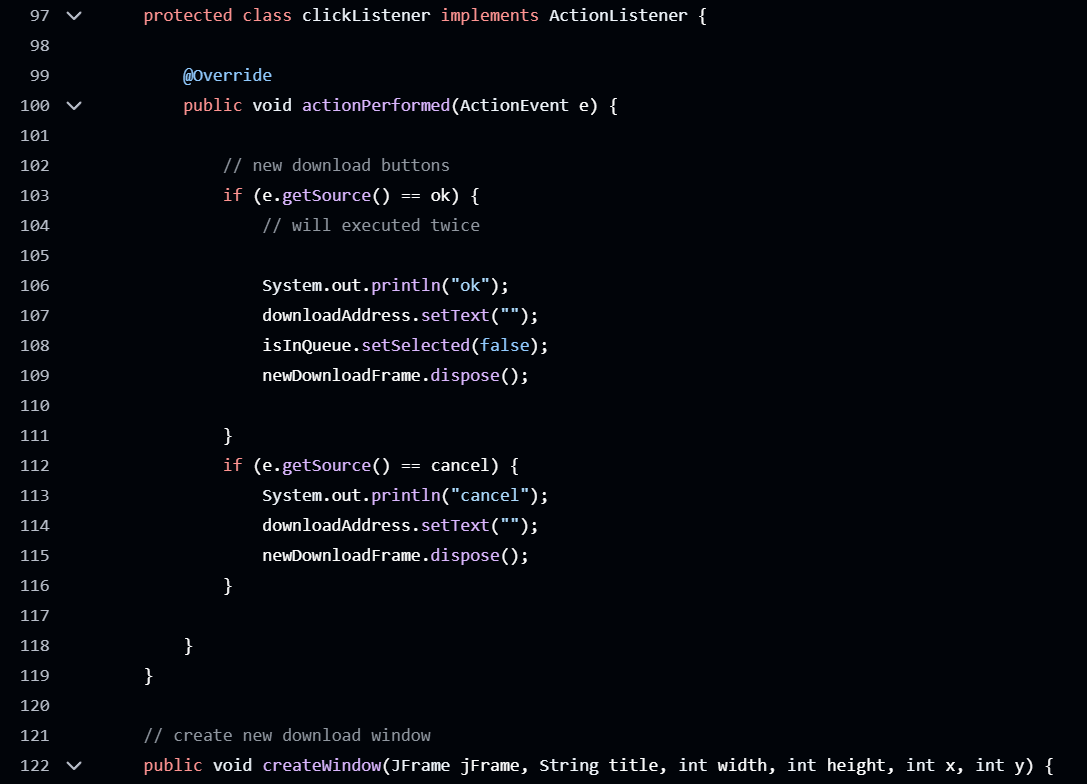 97 protected class clickListener implements ActionListener {
98
99 @Override
100 public void actionPerformed(ActionEvent e) {
101
102 // new download buttons
103 if (e.getSource() == ok) {
104 // will executed twice
105
106 System.out.println("ok");
107 downloadAddress.setText("");
108 isInQueue.setSelected(false);
109 newDownloadFrame.dispose();
110
111 }
112 if (e.getSource() == cancel) {
113 System.out.println("cancel");
114 downloadAddress.setText("");
115 newDownloadFrame.dispose();
116 }
117
118 }
119 }
120
121 // create new download window
122 public void createWindow(JFrame jFrame, String title, int width, int height, int x, int y) {